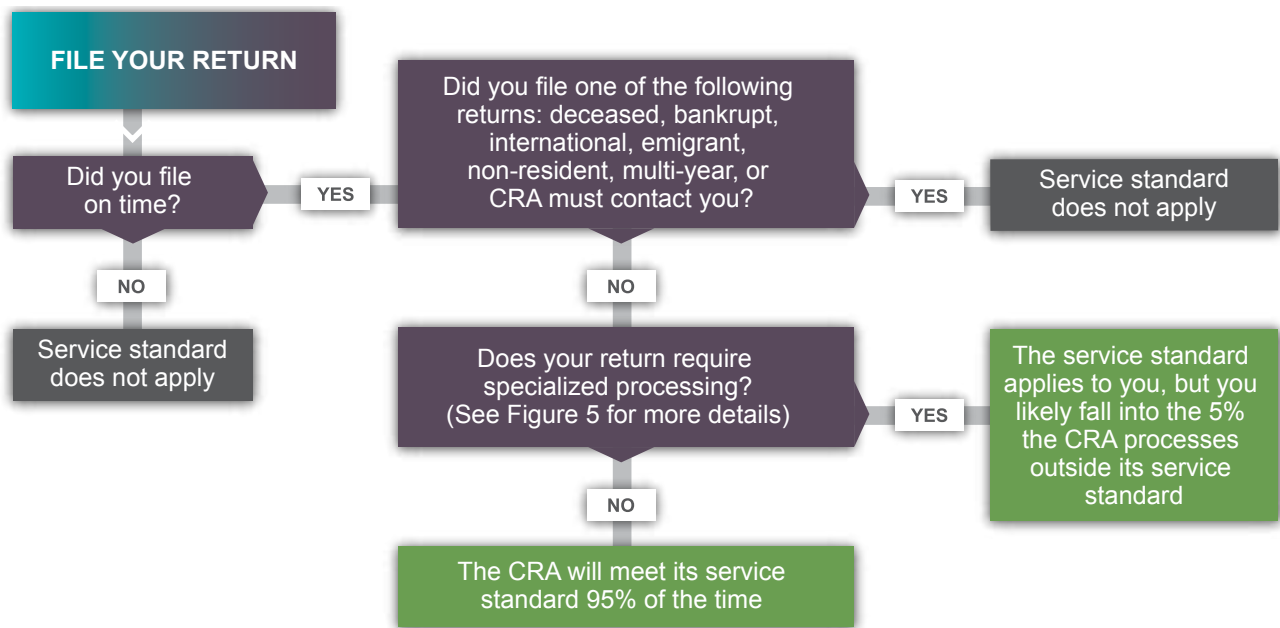 FILE YOUR RETURN
Did you file
on time?
YES
NO
Service standard
does not apply
Did you file one of the following
returns: deceased, bankrupt,
international, emigrant,
non-resident, multi-year, or
CRA must contact you?
YES
Service standard
does not apply
NO
Does your return require
specialized processing?
(See Figure 5 for more details)
YES
The service standard
applies to you, but you
likely fall into the 5%
the CRA processes
outside its service
standard
NO
The CRA will meet its service
standard 95% of the time